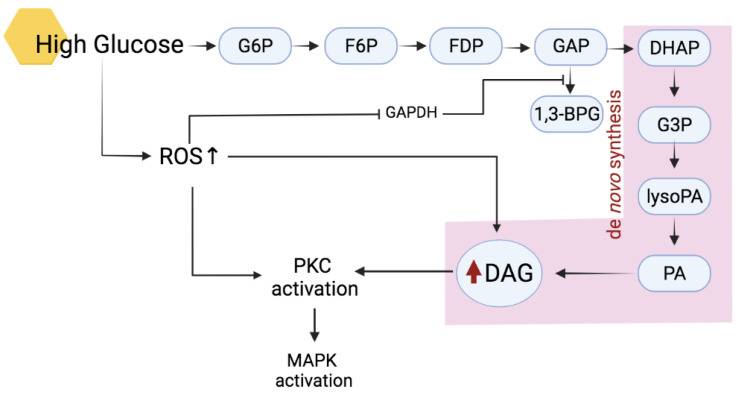 High Glucose
G6P
F6P
FDP
GAP
DHAP
GAPDH
1,3-BPG
G3P
de novo synthesis
ROS↑
lysoPA
PKC
activation
DAG
PA
MAPK
activation